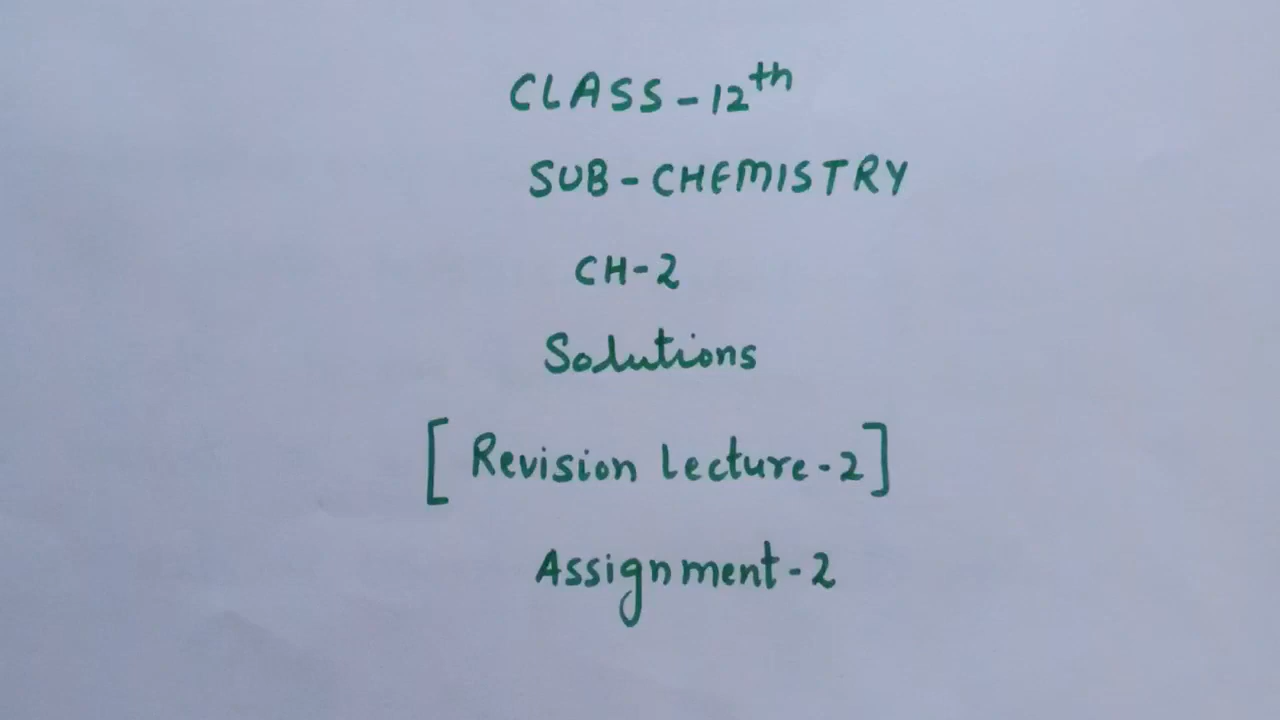 CLASS-12th
SUB-CHEMISTRY
CH-2
Solutions
[Revision Lecture-2]
Assignment-2